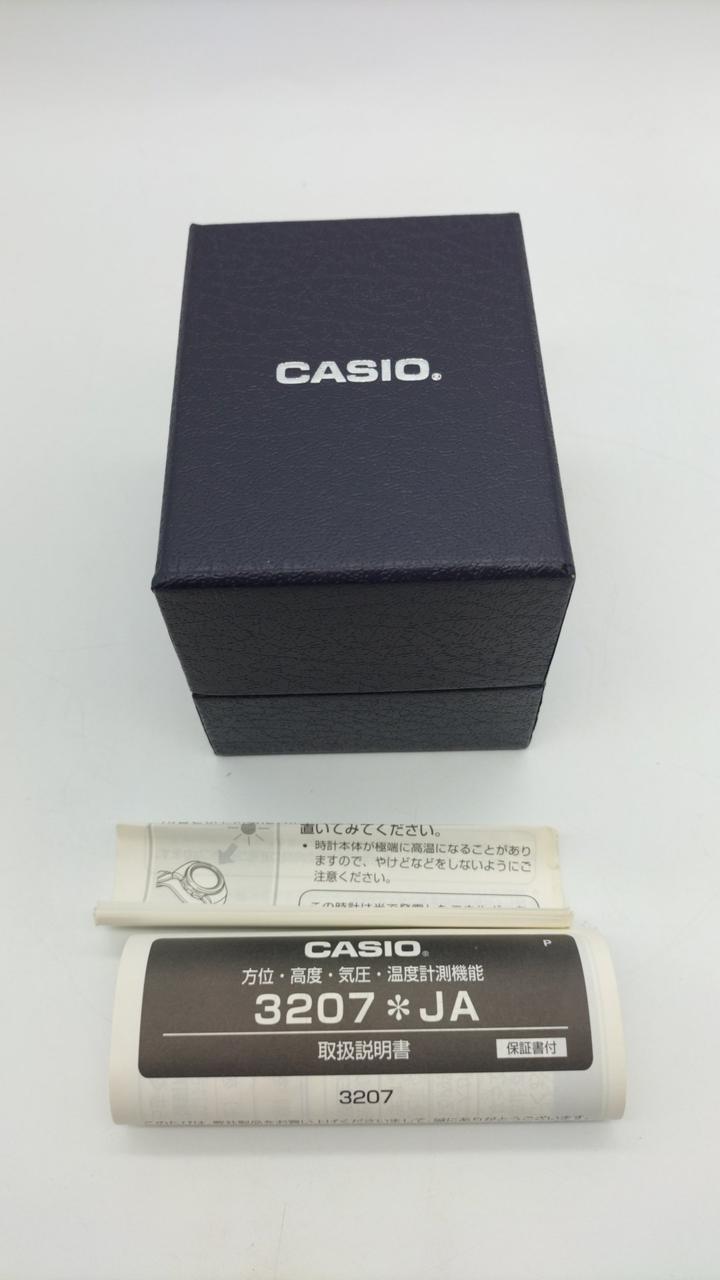 CASIO®
直いてみてください。
• 時計本体が極端に高温になることがあり
ますので、やけどなどをしないようにご
注意ください。
CASIO®
P
方位・高度・気圧・温度計測機能
3207＊JA
取扱説明書
保証書付
3207